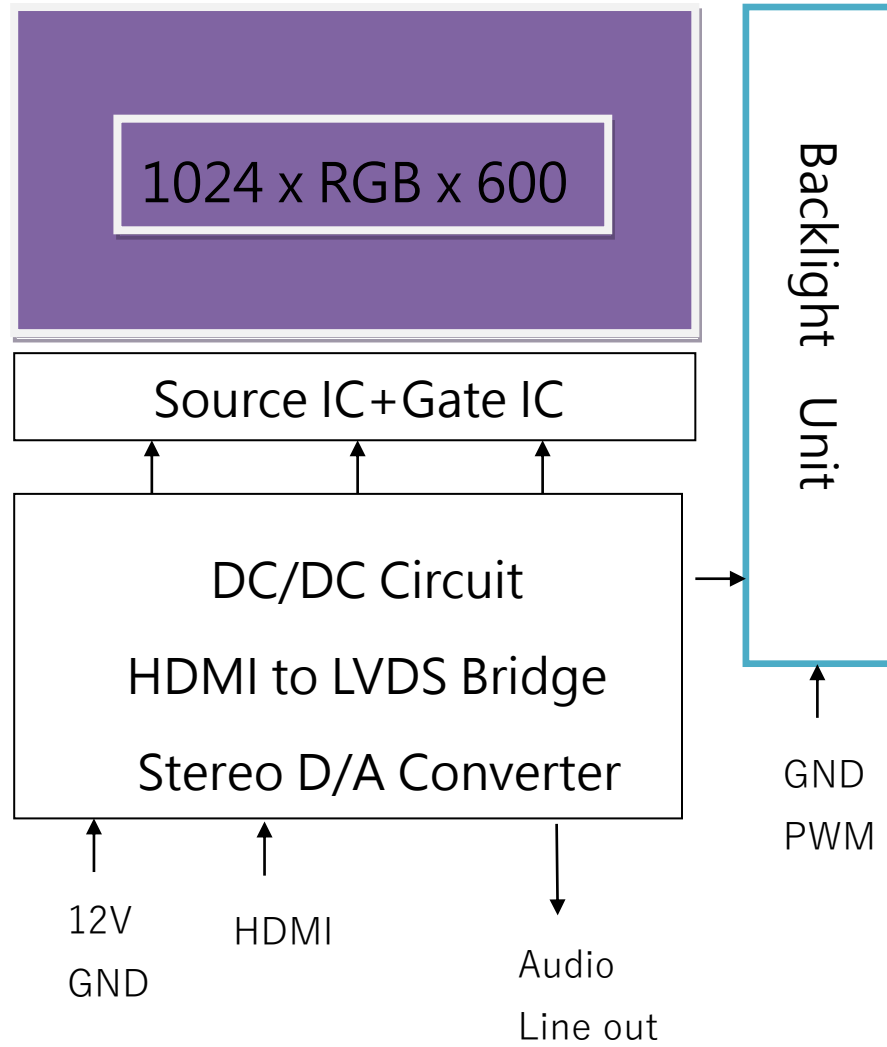 1024 x RGB x 600
Backlight Unit
Source IC+Gate IC
DC/DC Circuit
HDMI to LVDS Bridge
Stereo D/A Converter
GND
PWM
12V
GND
HDMI
Audio
Line out